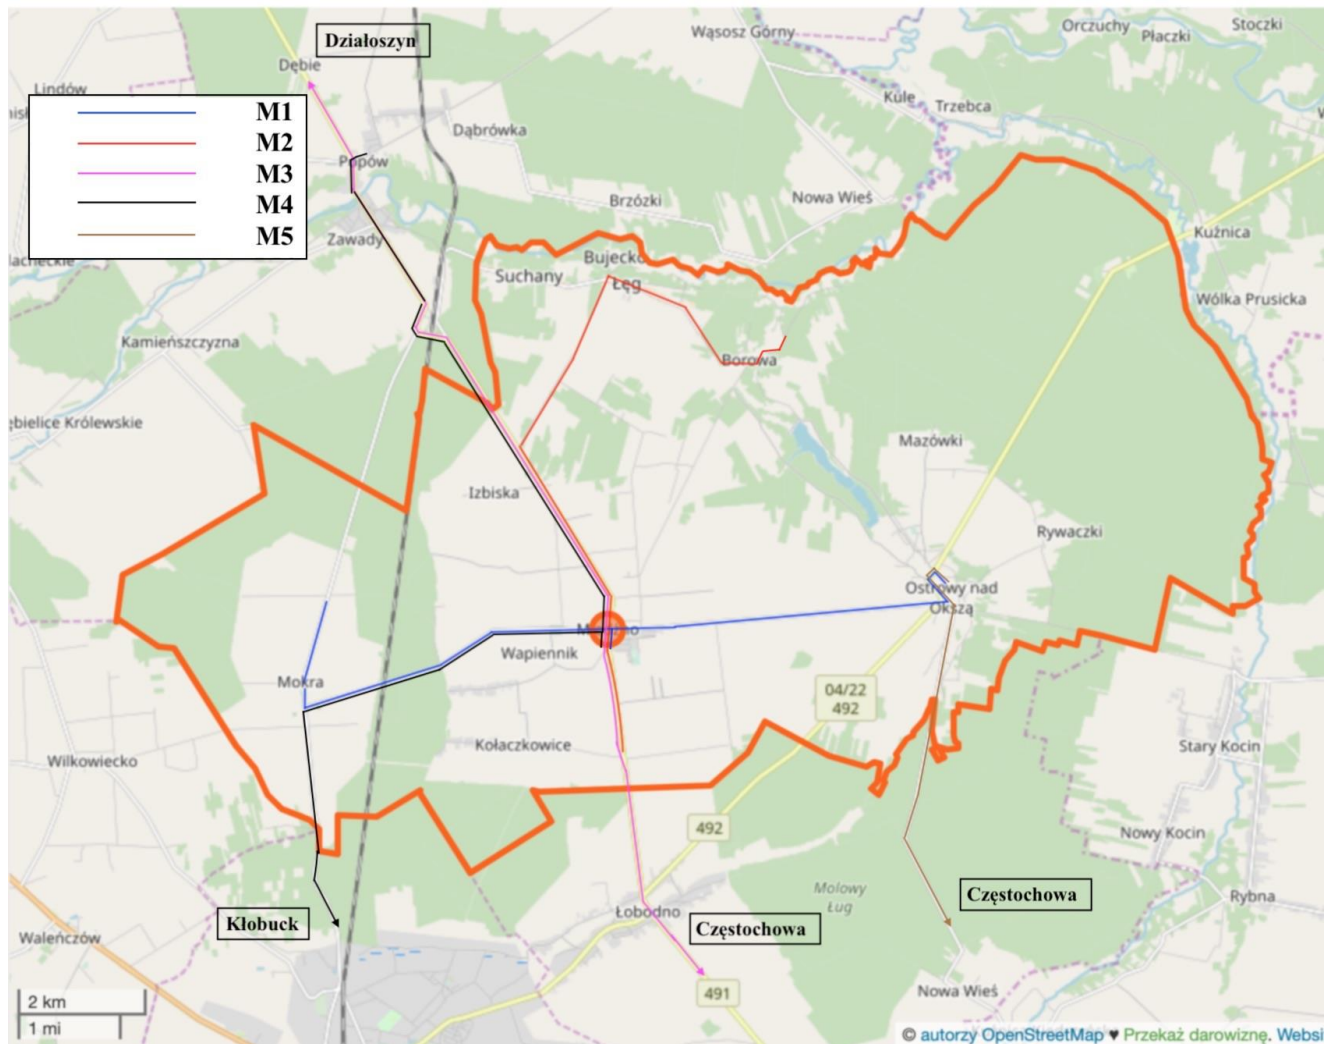 Działoszyn
Wąsosz Górny
Orczuchy
Stoczki
Płaczki
Dębie
Lindów
Kule
Trzebca
M1
M2
M3
M4
M5
Dąbrówka
Popów
Brzózki
Nowa Wieś
Zawady
Kuźnica
Suchany
Bujecko
Łęg
Wólka Prusicka
Kamieńszczyzna
Borowa
ębielice Królewskie
Mazówki
Izbiska
Rywaczki
Ostrowy nad
Okszą
Wapiennik
Mokra
04/22
492
Kołaczkowice
Wilkowiecko
Stary Kocin
492
Nowy Kocin
Molowy
Ług
Częstochowa
Rybna
Kłobuck
Łobodno
Częstochowa
Waleńczów
491
Nowa Wieś
2 km
1 mi
© autorzy OpenStreetMap ♥ Przekaż darowiznę. Websi